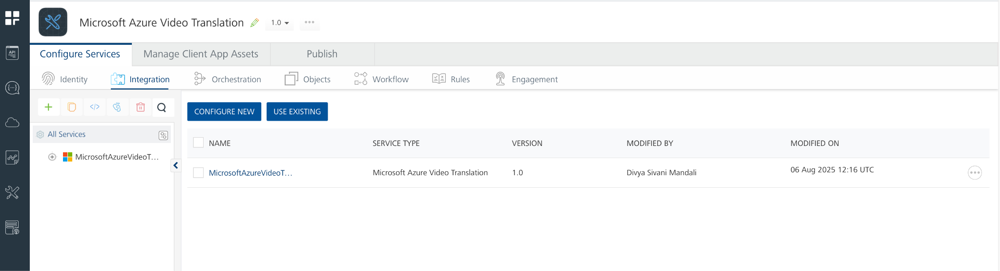 Microsoft Azure Video Translation 1.0
Configure Services Manage Client App Assets Publish
API
Identity Integration Orchestration Objects Workflow Rules Engagement
CONFIGURE NEW USE EXISTING
All Services
MicrosoftAzureVideoT...
NAME SERVICE TYPE VERSION MODIFIED BY MODIFIED ON
MicrosoftAzureVideoT... Microsoft Azure Video Translation 1.0 Divya Sivani Mandali 06 Aug 2025 12:16 UTC